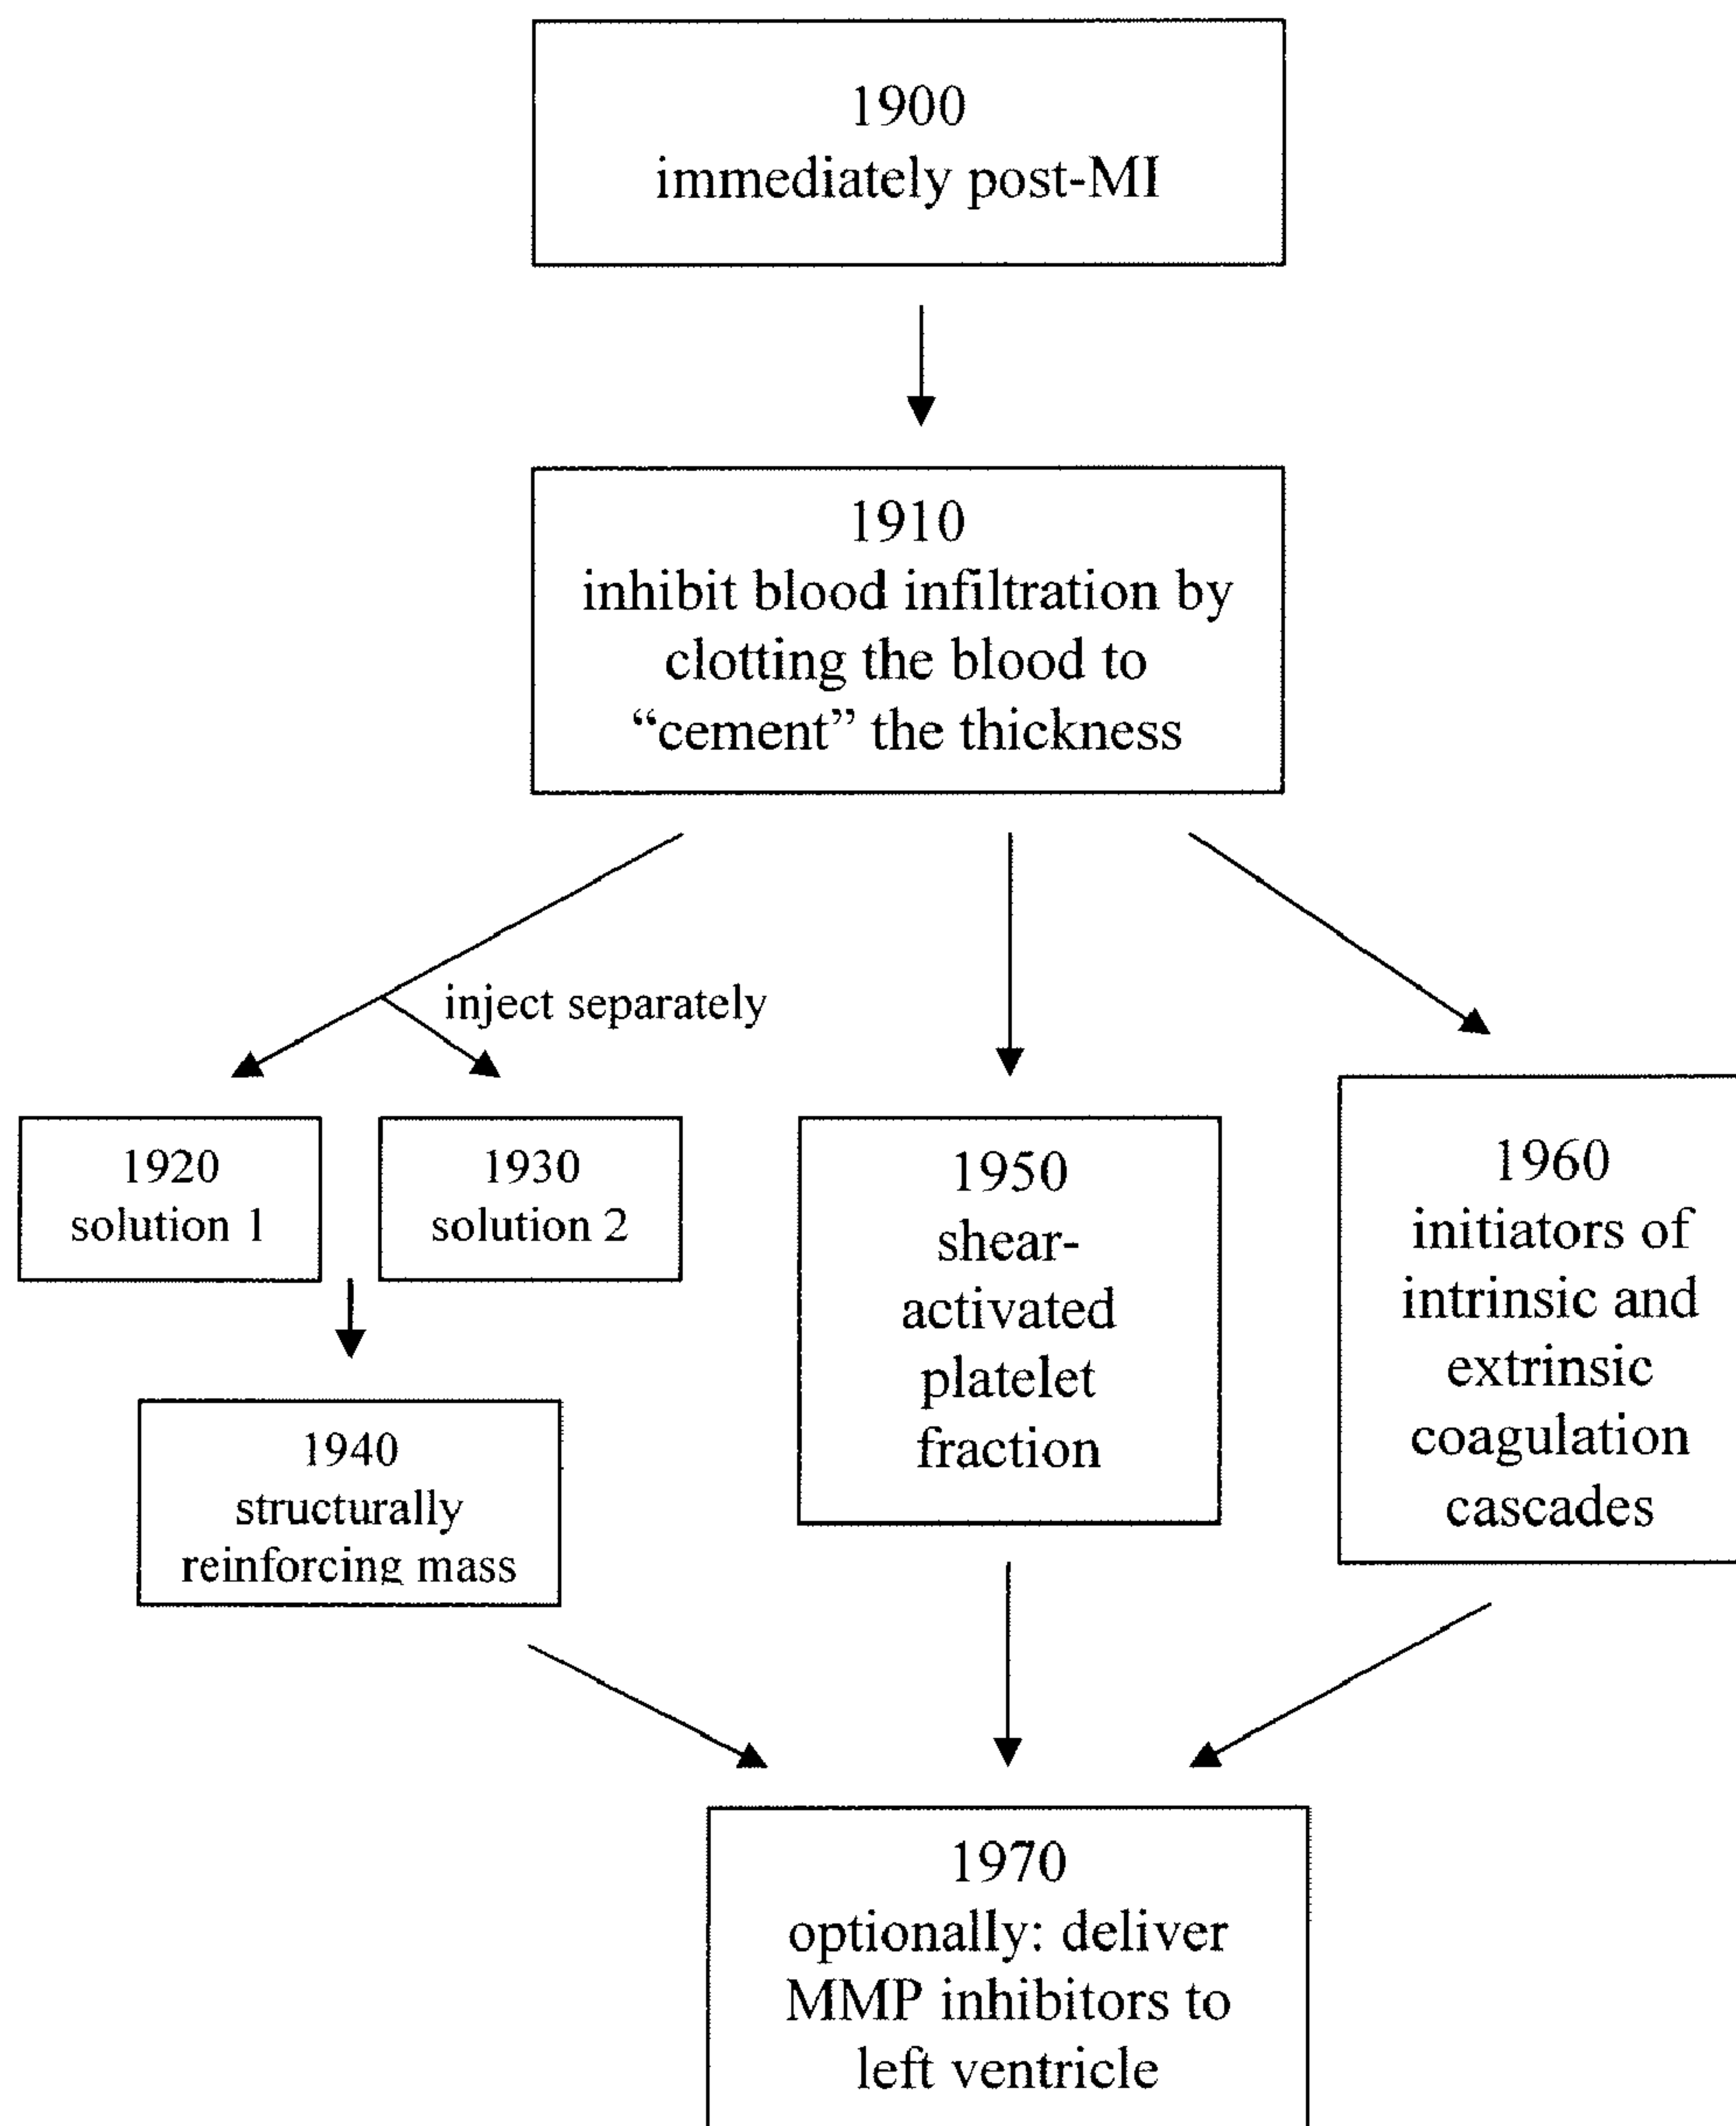 1900
immediately post-MI
1910
inhibit blood infiltration by
clotting the blood to
“cement” the thickness
inject separately
1920
solution 1
1930
solution 2
1940
structurally
reinforcing mass
1950
shear-
activated
platelet
fraction
1960
initiators of
intrinsic and
extrinsic
coagulation
cascades
1970
optionally: deliver
MMP inhibitors to
left ventricle